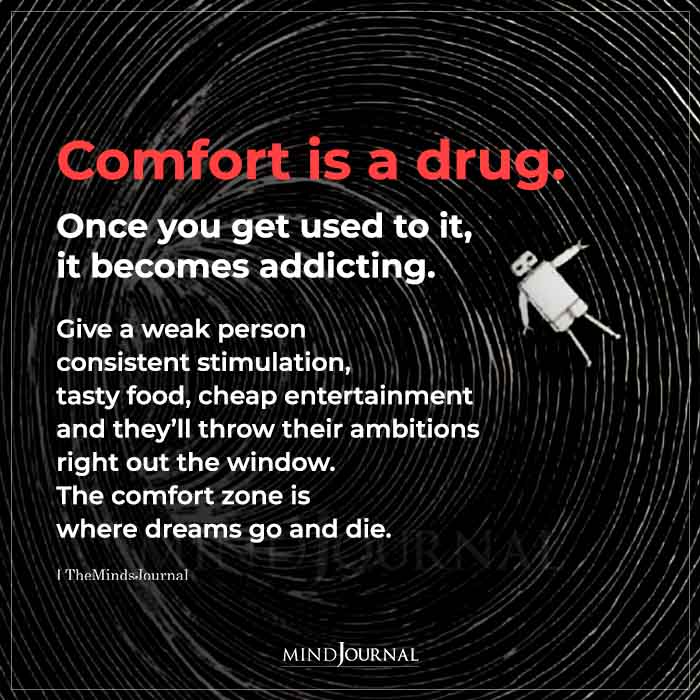 Comfort is a drug.
Once you get used to it,
it becomes addicting.
Give a weak person
consistent stimulation,
tasty food, cheap entertainment
and they’ll throw their ambitions
right out the window.
The comfort zone is
where dreams go and die.
MINDJOURNAL
| TheMindsJournal
MINDJOURNAL